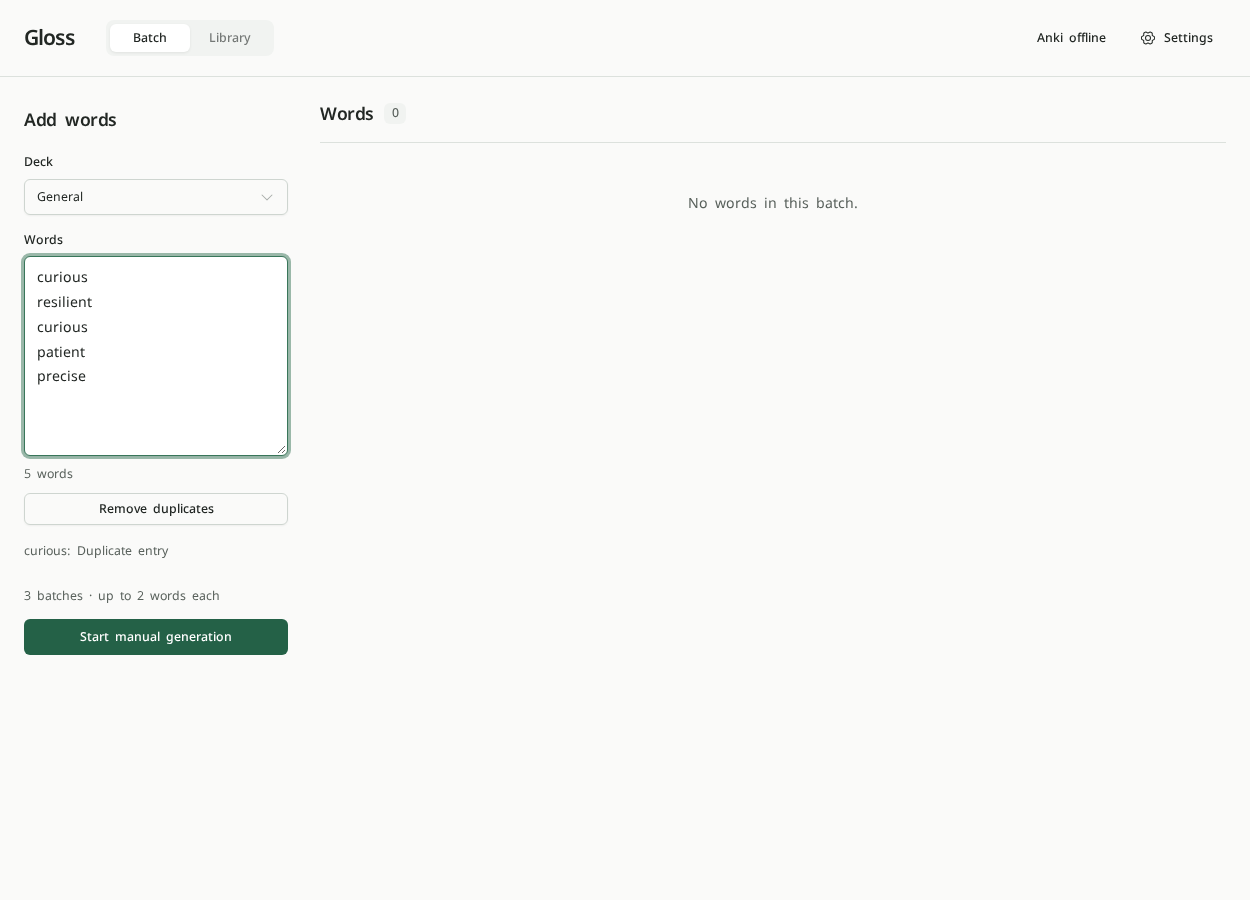 Gloss
Batch
Library
Anki offline
Settings
Add words
Deck
General
Words
curious
resilient
curious
patient
precise
5 words
Remove duplicates
curious: Duplicate entry
3 batches · up to 2 words each
Start manual generation
Words 0
No words in this batch.